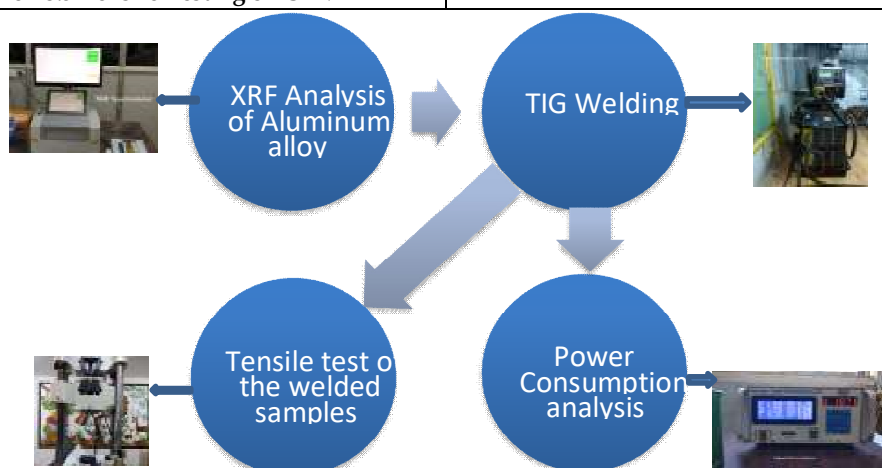 XRF Analysis
of Aluminum
alloy
TIG Welding
Tensile test o
the welded
samples
Power
Consumption
analysis